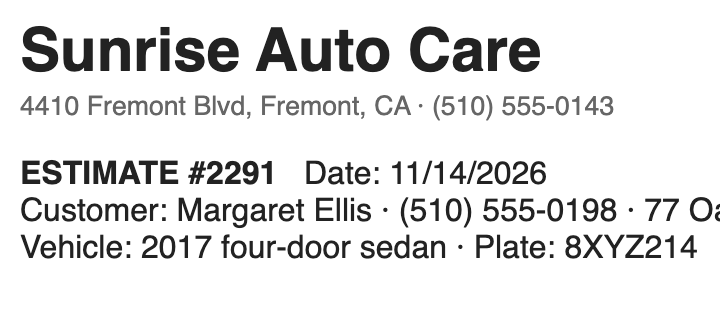 Sunrise Auto Care
4410 Fremont Blvd, Fremont, CA · (510) 555-0143
ESTIMATE #2291 Date: 11/14/2026
Customer: Margaret Ellis · (510) 555-0198 · 77
Vehicle: 2017 four-door sedan · Plate: 8XYZ214